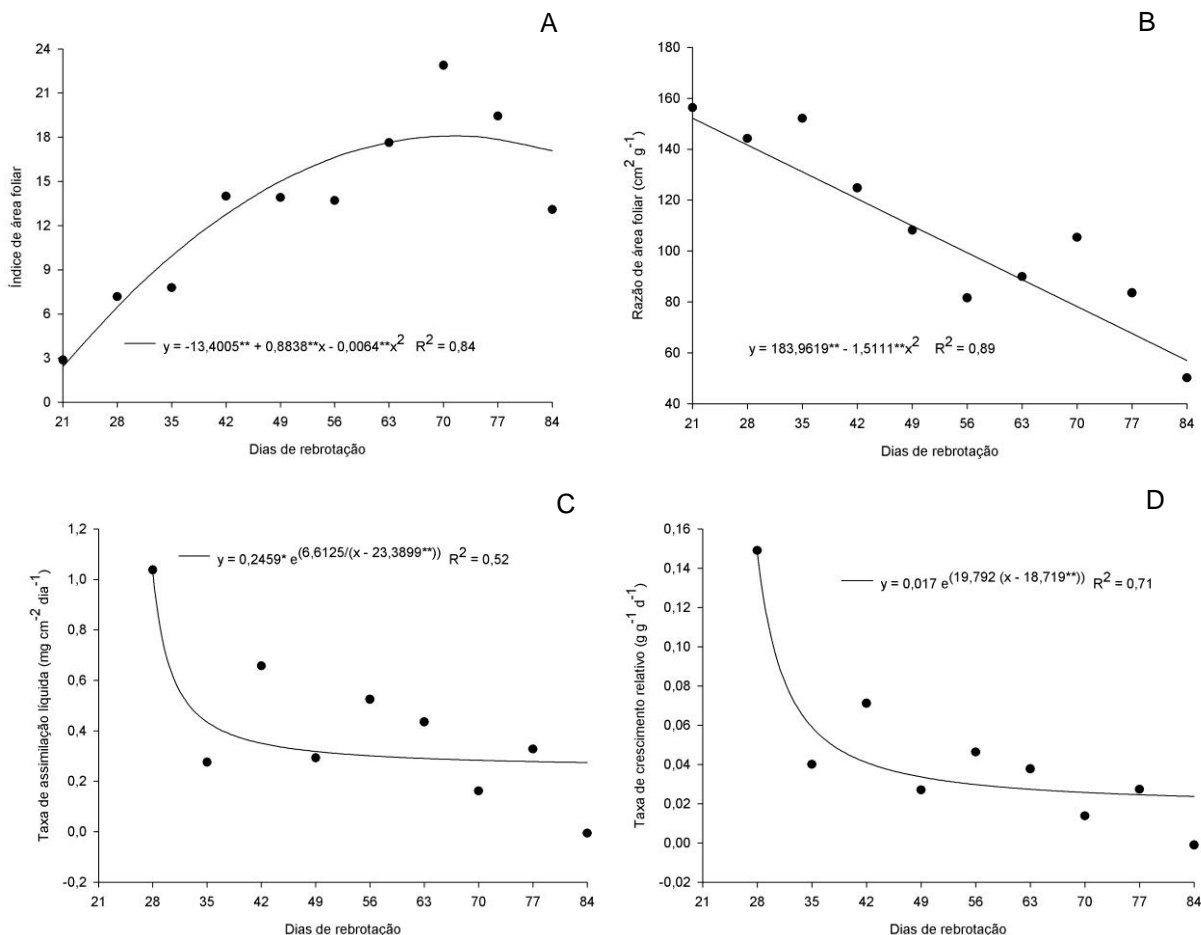 A
Índice de área foliar
24
21
18
15
12
9
6
3
0
y = -13,4005** + 0,8838**x - 0,0064**x² R² = 0,84
21 28 35 42 49 56 63 70 77 84
Dias de rebrotação
B
Razão de área foliar (cm² g⁻¹)
180
160
140
120
100
80
60
40
y = 183,9619** - 1,5111**x² R² = 0,89
21 28 35 42 49 56 63 70 77 84
Dias de rebrotação
C
Taxa de assimilação líquida (mg cm⁻² dia⁻¹)
1,2
1,0
0,8
0,6
0,4
0,2
0,0
-0,2
y = 0,2459* e(6,6125/(x - 23,3899**)) R² = 0,52
21 28 35 42 49 56 63 70 77 84
Dias de rebrotação
D
Taxa de crescimento relativo (g g⁻¹ d⁻¹)
0,16
0,14
0,12
0,10
0,08
0,06
0,04
0,02
0,00
-0,02
y = 0,017 e(19,792 (x - 18,719**)) R² = 0,71
21 28 35 42 49 56 63 70 77 84
Dias de rebrotação